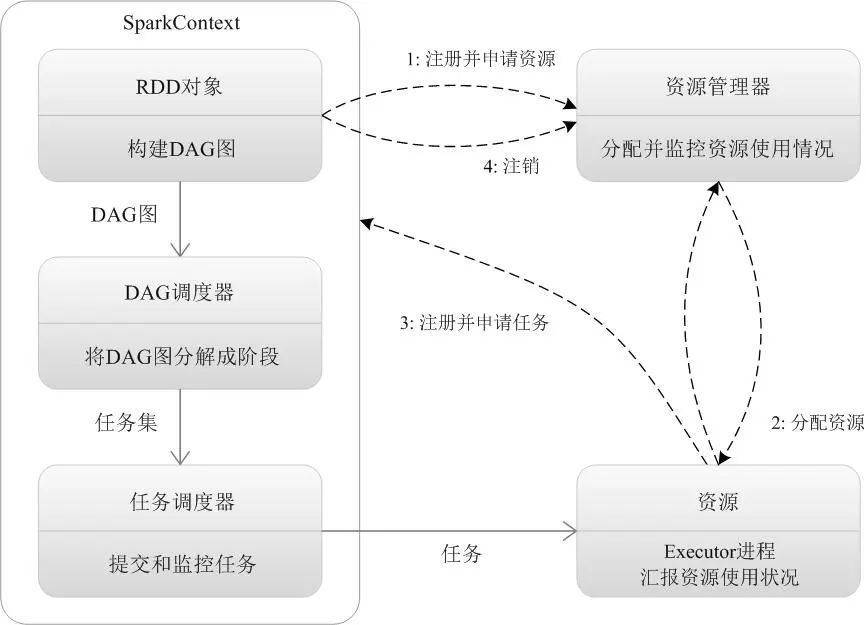 SparkContext
RDD对象
构建DAG图
DAG图
DAG调度器
将DAG图分解成阶段
任务集
任务调度器
提交和监控任务
1: 注册并申请资源
4: 注销
资源管理器
分配并监控资源使用情况
3: 注册并申请任务
2: 分配资源
任务
资源
Executor进程
汇报资源使用状况